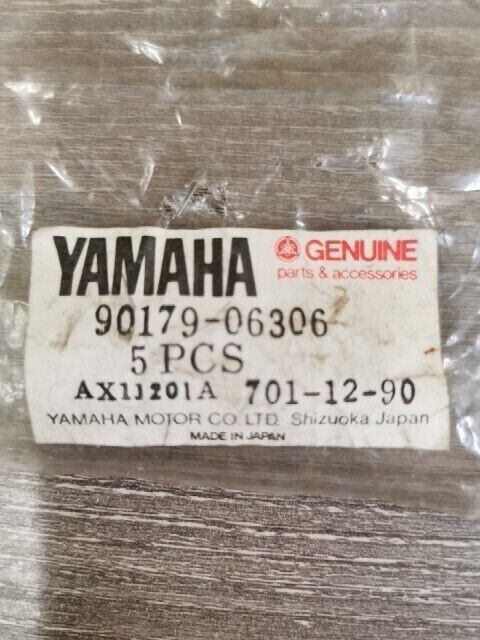 YAMAHA GENUINE
parts & accessories
90179-06306
5 PCS
AX1J201A 701-12-90
YAMAHA MOTOR CO. LTD. Shizuoka Japan
MADE IN JAPAN